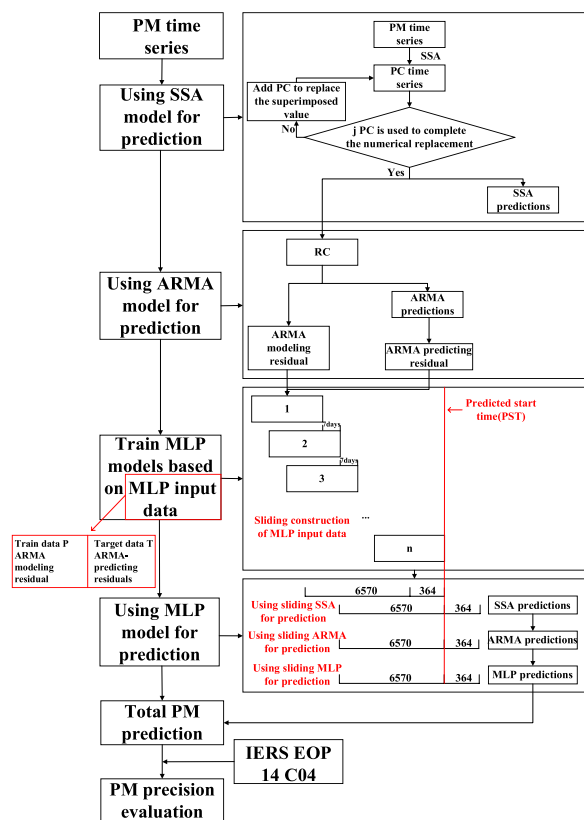 PM time
series
Using SSA
model for
prediction
PM time
series
SSA
PC time
series
Add PC to replace
the superimposed
value
No
j PC is used to complete
the numerical replacement
Yes
SSA
predictions
Using ARMA
model for
prediction
RC
ARMA
predictions
ARMA
modeling
residual
ARMA predicting
residual
Train MLP
models based
on MLP input
data
1
7days
2
7days
3
...
n
Predicted start
time(PST)
Sliding construction
of MLP input data
Train data P
ARMA
modeling
residual
Target data T
ARMA-
predicting
residuals
Using MLP
model for
prediction
6570 364
Using sliding SSA
for prediction
6570 364
SSA predictions
Using sliding ARMA
for prediction
6570 364
ARMA predictions
Using sliding MLP
for prediction
6570 364
MLP predictions
Total PM
prediction
IERS EOP
14 C04
PM precision
evaluation